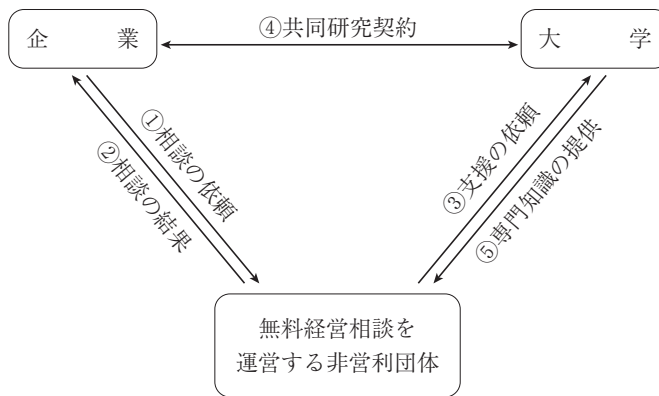 ④共同研究契約
企　　業
大　　学
①相談の依頼
②相談の結果
③支援の依頼
⑤専門知識の提供
無料経営相談を
運営する非営利団体